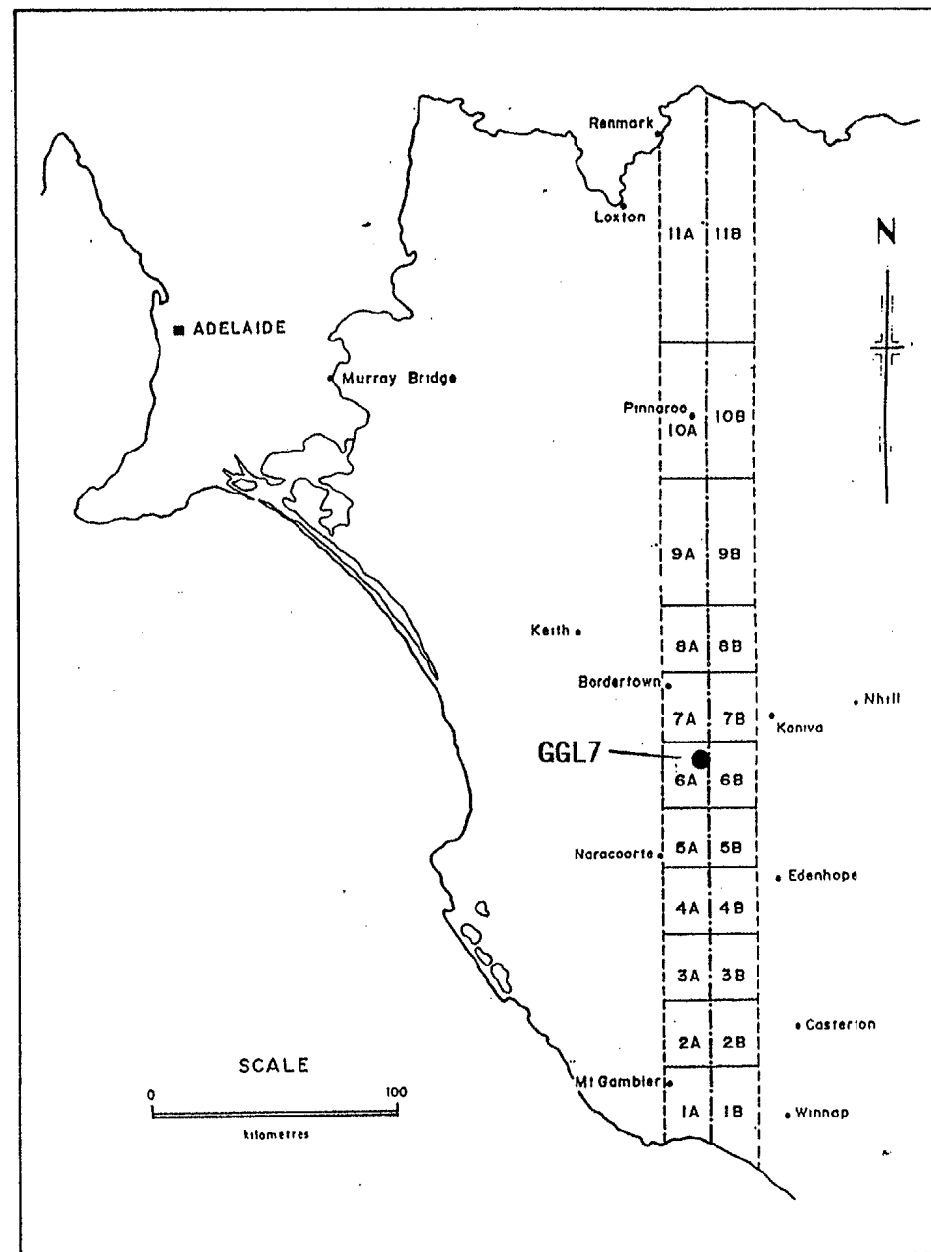 Renmark
Loxton
11A 11B
N
ADELAIDE
Murray Bridge
Pinnaroo
10A 10B
9A 9B
Keith
8A 8B
Bordertown
Nhill
7A 7B
Kaniva
GGL7
6A 6B
5A 5B
Naracoorte
Edenhope
4A 4B
3A 3B
Casterton
2A 2B
SCALE
Mt Gambier
0 100
1A 1B
Winnap
kilometres